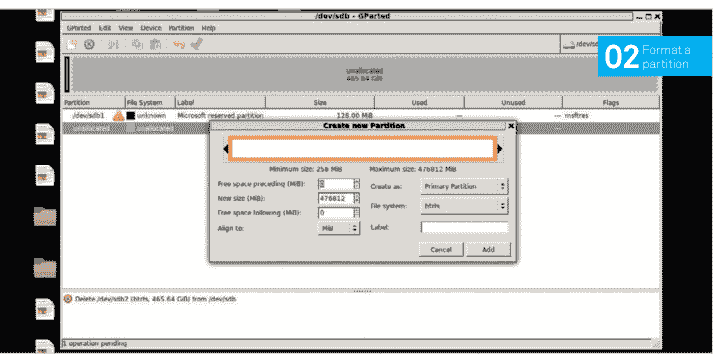 /dev/sdb - GParted
GParted Edit View Device Partition Help
02 Format a
partition
unallocated
465.64 GiB
Partition File System Label Size Used Unused Flags
/dev/sdb1 unknown Microsoft reserved partition 128.00 MiB --- --- msftres
unallocated unallocated
Create new Partition
Minimum size: 256 MiB Maximum size: 476812 MiB
Free space preceding (MiB): Create as: Primary Partition
New size (MiB): 476812 File system:
Free space following (MiB): 0
Align to: MiB Label:
Cancel Add
Delete /dev/sdb2 (ntfs, 465.64 GiB) from /dev/sdb
1 operation pending